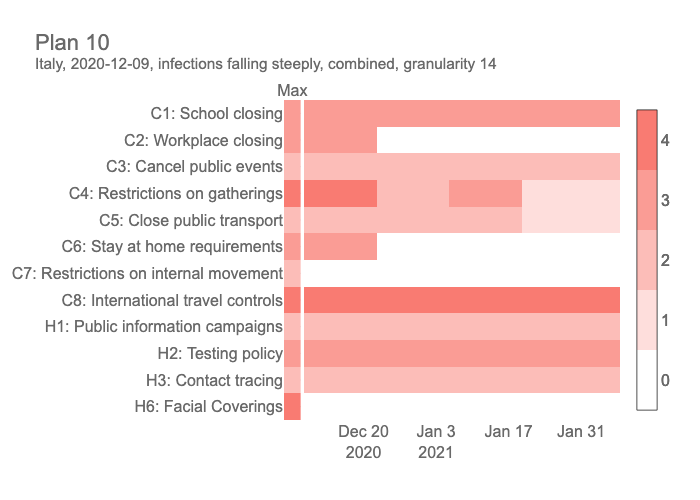 Plan 10
Italy, 2020-12-09, infections falling steeply, combined, granularity 14
Max
C1: School closing
C2: Workplace closing
C3: Cancel public events
C4: Restrictions on gatherings
C5: Close public transport
C6: Stay at home requirements
C7: Restrictions on internal movement
C8: International travel controls
H1: Public information campaigns
H2: Testing policy
H3: Contact tracing
H6: Facial Coverings
Dec 20 Jan 3 Jan 17 Jan 31
2020 2021
4
3
2
1
0